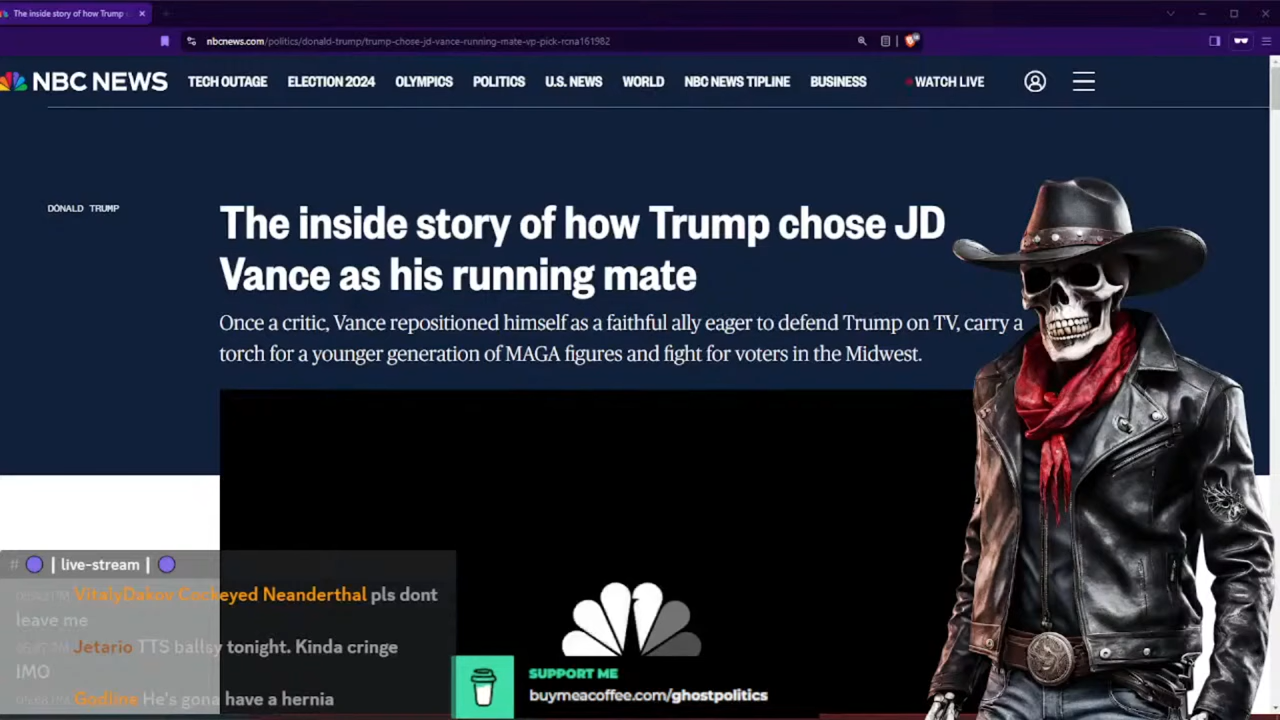 The inside story of how Trump
nbcnews.com/politics/donald-trump/trump-chose-jd-vance-running-mate-vp-pick-rcna161982
NBC NEWS
TECH OUTAGE
ELECTION 2024
OLYMPICS
POLITICS
U.S. NEWS
WORLD
NBC NEWS TIPLINE
BUSINESS
WATCH LIVE
DONALD TRUMP
The inside story of how Trump chose JD
Vance as his running mate
Once a critic, Vance repositioned himself as a faithful ally eager to defend Trump on TV, carry a
torch for a younger generation of MAGA figures and fight for voters in the Midwest.
# | live-stream |
VitalyDakov Cockeyed Neanderthal pls dont
leave me
Jetario TTS ballsy tonight. Kinda cringe
IMO
Godline He's gona have a hernia
SUPPORT ME
buymeacoffee.com/ghostpolitics